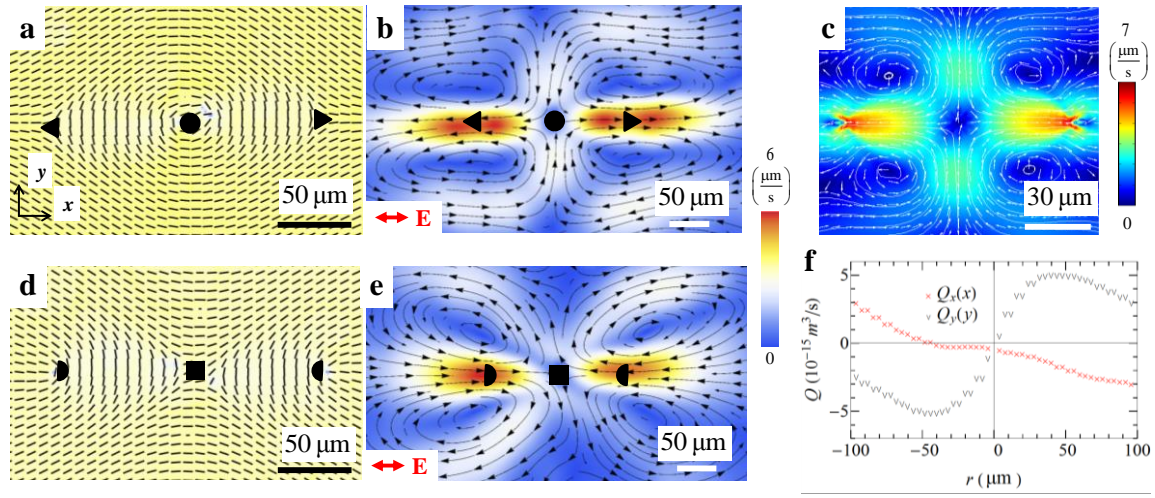 a
y
x
50 µm
b
E
50 µm
6
(µm/s)
0
c
7
(µm/s)
0
30 µm
d
50 µm
e
E
50 µm
f
Q (10⁻¹⁵ m³/s)
5
0
-5
Qₓ(x)
Qᵧ(y)
−100 −50 0 50 100
r (µm)